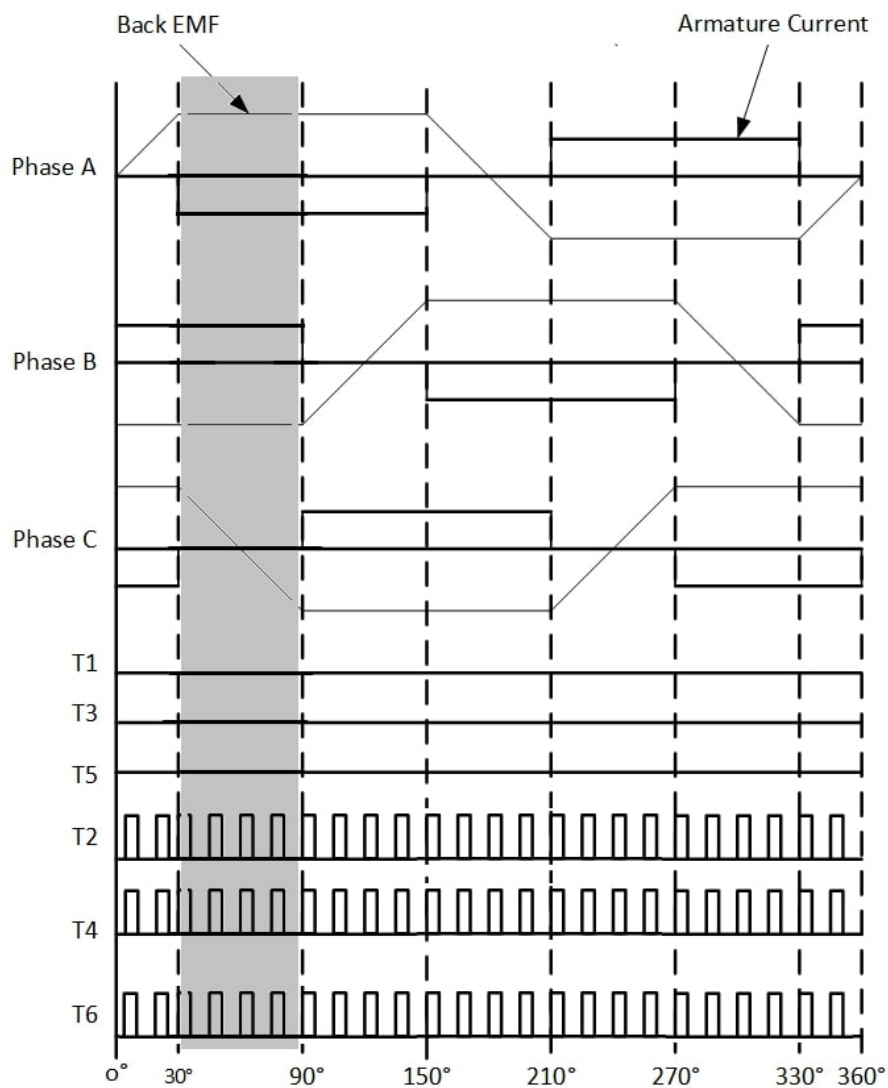 Back EMF
Armature Current
Phase A
Phase B
Phase C
T1
T3
T5
T2
T4
T6
0° 30° 90° 150° 210° 270° 330° 360°